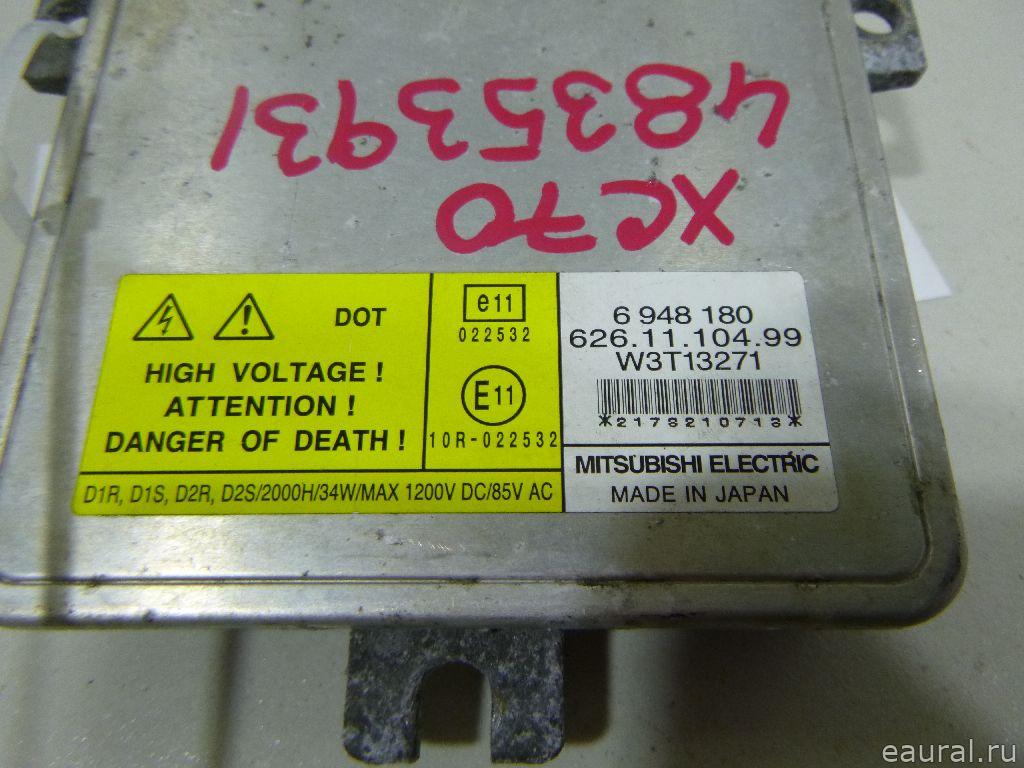 XC70
48353931
DOT
HIGH VOLTAGE !
ATTENTION !
DANGER OF DEATH !
e11
022532
E11
10R-022532
D1R, D1S, D2R, D2S/2000H/34W/MAX 1200V DC/85V AC
6 948 180
626.11.104.99
W3T13271
*2173210713*
MITSUBISHI ELECTRIC
MADE IN JAPAN
eaural.ru